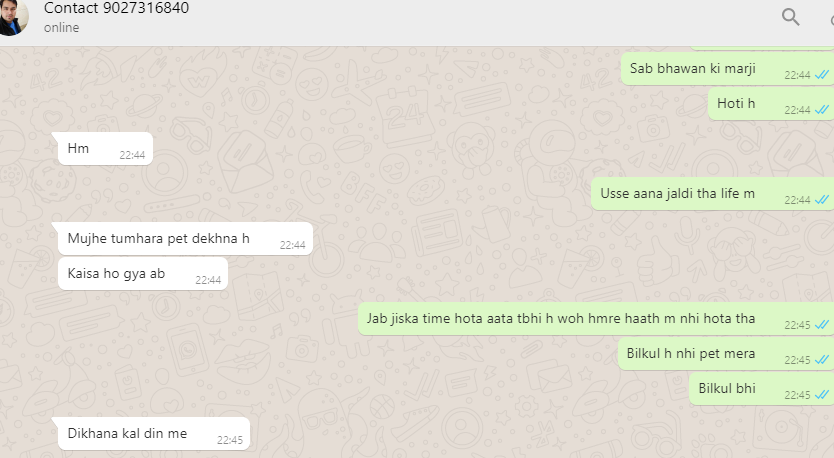 Contact 9027316840
online
Sab bhawan ki marji 22:44
Hoti h 22:44
Hm 22:44
Usse aana jaldi tha life m 22:44
Mujhe tumhara pet dekhna h 22:44
Kaisa ho gya ab 22:44
Jab jiska time hota aata tbhi h woh hmre haath m nhi hota tha 22:45
Bilkul h nhi pet mera 22:45
Bilkul bhi 22:45
Dikhana kal din me 22:45